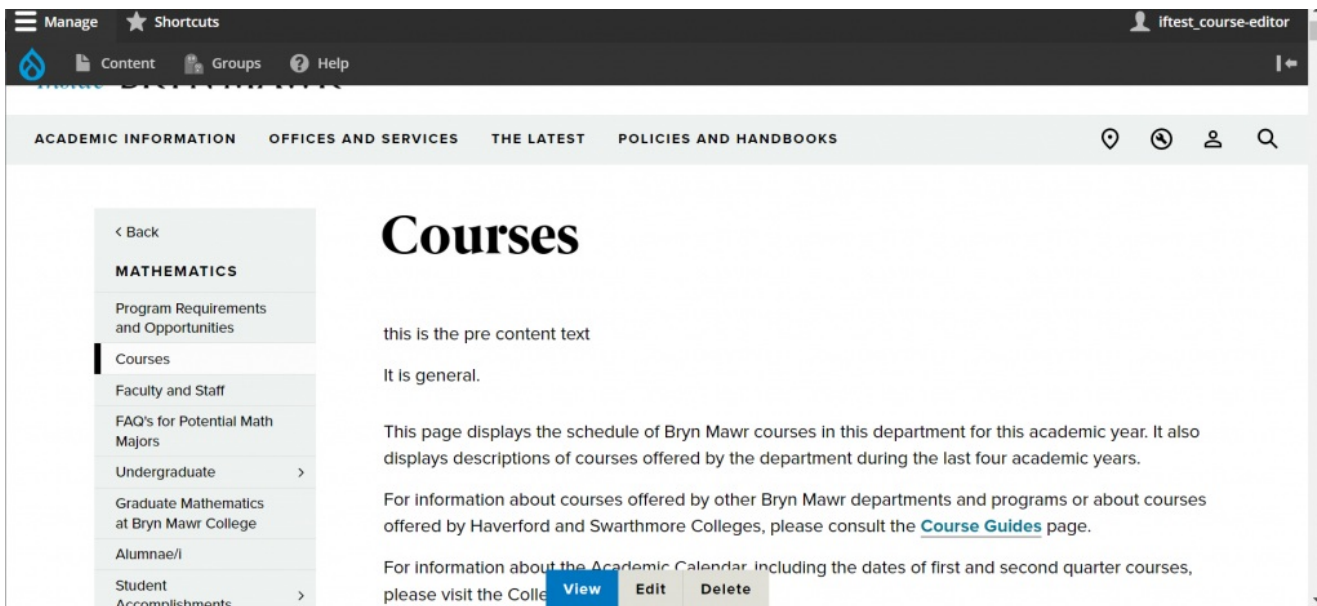 Manage Shortcuts iftest_course-editor
Content Groups Help
ACADEMIC INFORMATION OFFICES AND SERVICES THE LATEST POLICIES AND HANDBOOKS
< Back
MATHEMATICS
Program Requirements
and Opportunities
Courses
Faculty and Staff
FAQ's for Potential Math
Majors
Undergraduate >
Graduate Mathematics
at Bryn Mawr College
Alumnae/i
Student >
Accomplishments
Courses
this is the pre content text
It is general.
This page displays the schedule of Bryn Mawr courses in this department for this academic year. It also
displays descriptions of courses offered by the department during the last four academic years.
For information about courses offered by other Bryn Mawr departments and programs or about courses
offered by Haverford and Swarthmore Colleges, please consult the Course Guides page.
For information about the Academic Calendar, including the dates of first and second quarter courses,
please visit the Colle
View Edit Delete